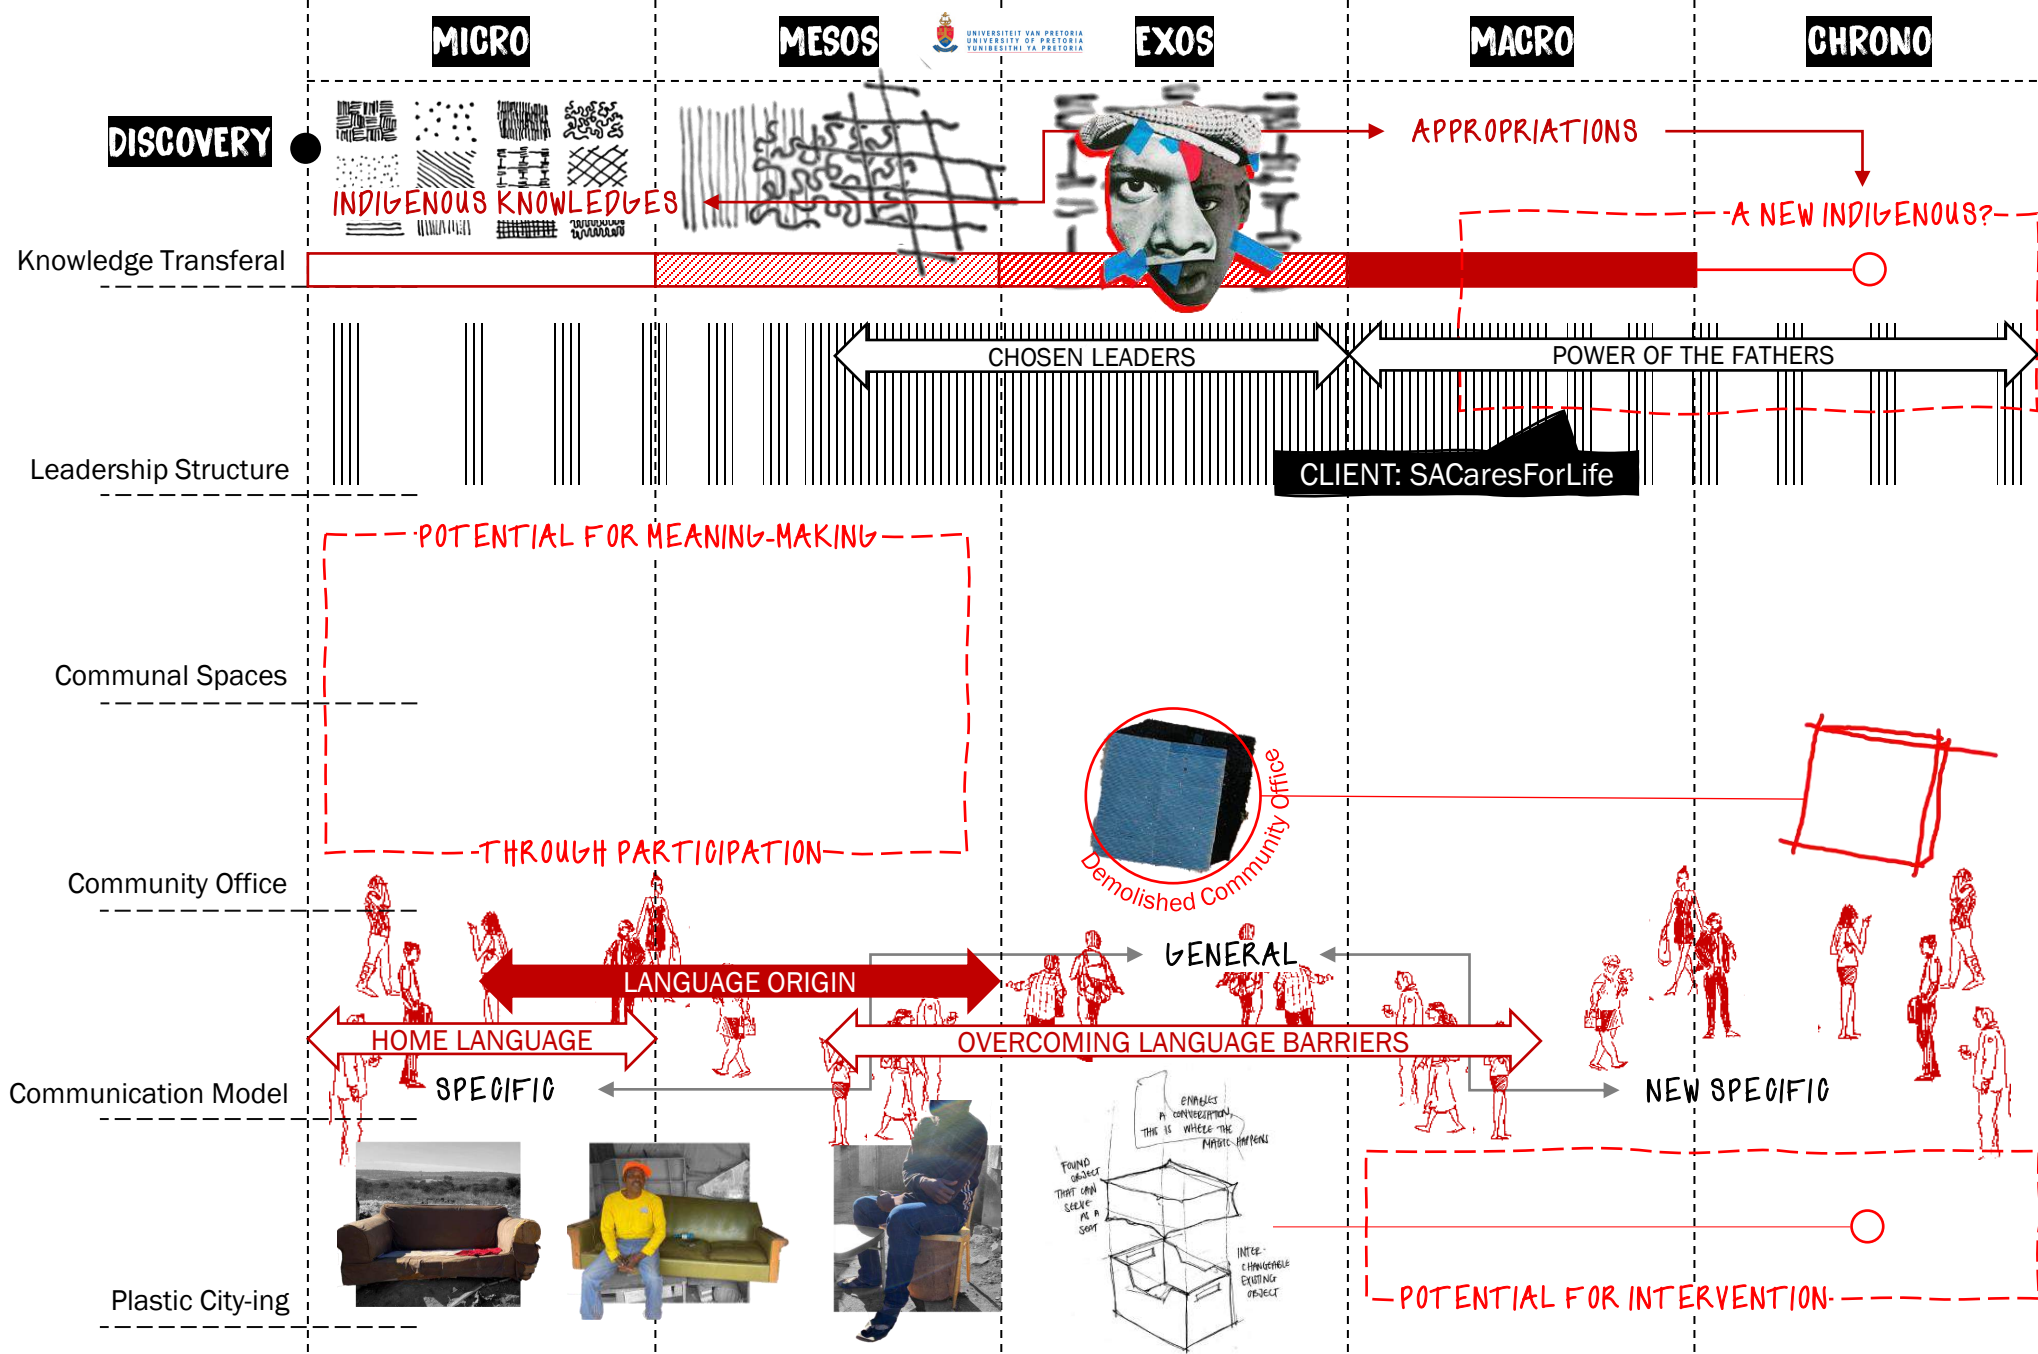 MICRO
MESOS
UNIVERSITEIT VAN PRETORIA
UNIVERSITY OF PRETORIA
YUNIBESITHI YA PRETORIA
EXOS
MACRO
CHRONO
DISCOVERY
INDIGENOUS KNOWLEDGES
APPROPRIATIONS
A NEW INDIGENOUS?
Knowledge Transferal
CHOSEN LEADERS
POWER OF THE FATHERS
Leadership Structure
CLIENT: SACaresForLife
POTENTIAL FOR MEANING-MAKING
Communal Spaces
THROUGH PARTICIPATION
Demolished Community Office
Community Office
GENERAL
LANGUAGE ORIGIN
HOME LANGUAGE
OVERCOMING LANGUAGE BARRIERS
Communication Model
SPECIFIC
NEW SPECIFIC
ENABLES
A CONVERSATION,
THIS IS WHERE THE
MAGIC HAPPENS
FOUND
OBJECT
THAT CAN
SERVE
AS A
SEAT
INTER-
CHANGEABLE
EXISTING
OBJECT
Plastic City-ing
POTENTIAL FOR INTERVENTION